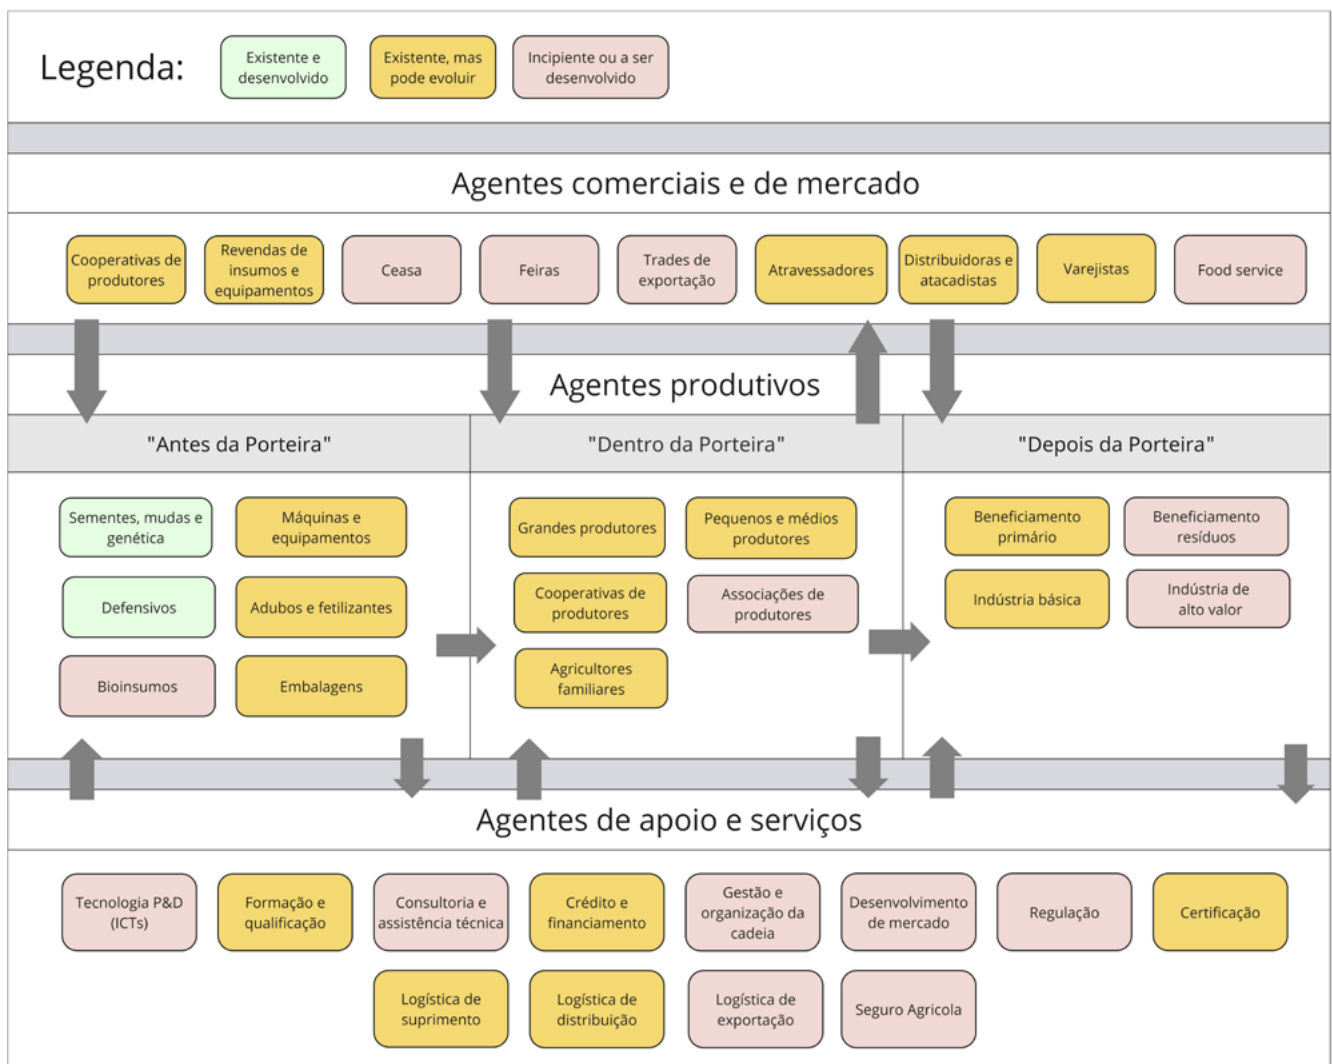 Legenda:
Existente e
desenvolvido
Existente, mas
pode evoluir
Incipiente ou a ser
desenvolvido
Agentes comerciais e de mercado
Cooperativas de
produtores
Revendas de
insumos e
equipamentos
Ceasa
Feiras
Trades de
exportação
Atravessadores
Distribuidoras e
atacadistas
Varejistas
Food service
Agentes produtivos
"Antes da Porteira"
"Dentro da Porteira"
"Depois da Porteira"
Sementes, mudas e
genética
Máquinas e
equipamentos
Defensivos
Adubos e fetilizantes
Bioinsumos
Embalagens
Grandes produtores
Pequenos e médios
produtores
Cooperativas de
produtores
Associações de
produtores
Agricultores
familiares
Beneficiamento
primário
Beneficiamento
resíduos
Indústria básica
Indústria de
alto valor
Agentes de apoio e serviços
Tecnologia P&D
(ICTs)
Formação e
qualificação
Consultoria e
assistência técnica
Crédito e
financiamento
Gestão e
organização da
cadeia
Desenvolvimento
de mercado
Regulação
Certificação
Logística de
suprimento
Logística de
distribuição
Logística de
exportação
Seguro Agricola